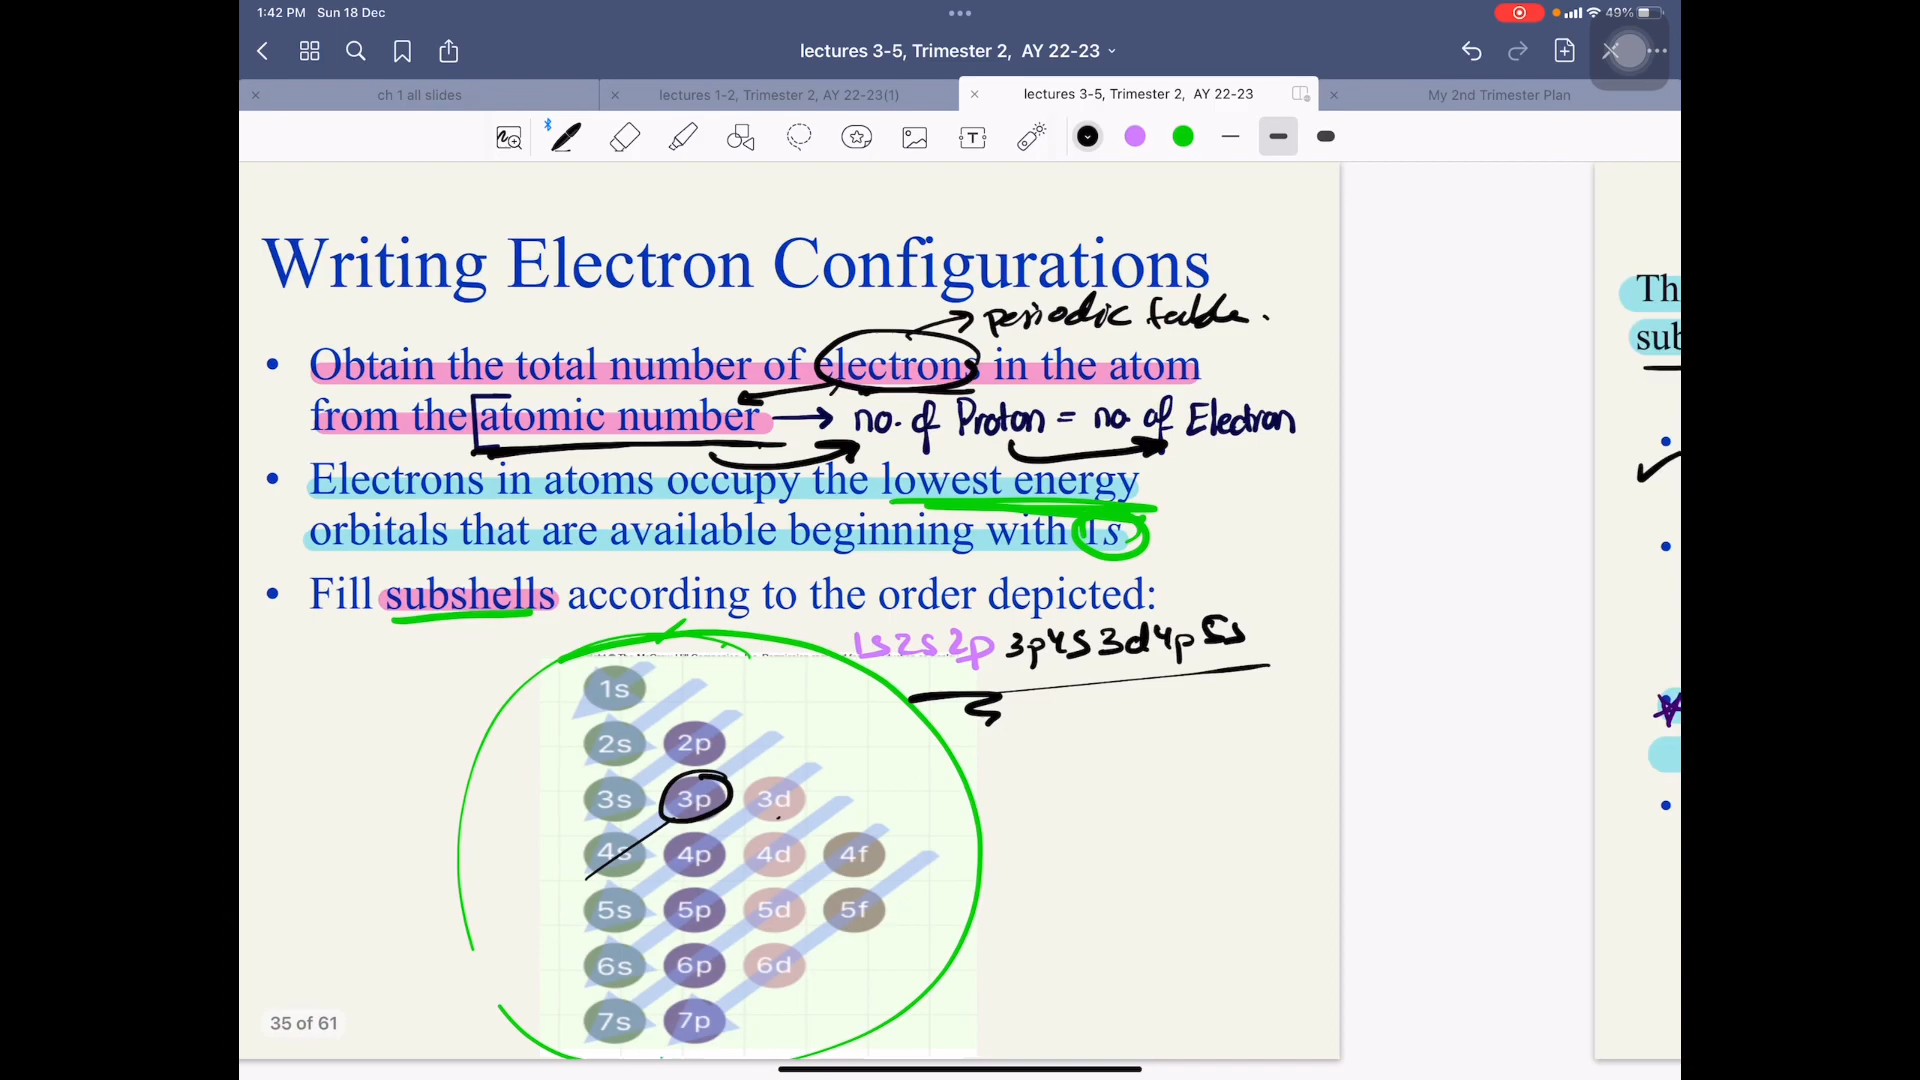 1:42 PM Sun 18 Dec
49%
lectures 3-5, Trimester 2, AY 22-23
ch 1 all slides
lectures 1-2, Trimester 2, AY 22-23(1)
lectures 3-5, Trimester 2, AY 22-23
My 2nd Trimester Plan
Writing Electron Configurations
periodic table.
• Obtain the total number of electrons in the atom
from the atomic number → no. of Proton = no. of Electron
• Electrons in atoms occupy the lowest energy
orbitals that are available beginning with 1s
• Fill subshells according to the order depicted:
1s 2s 2p 3p 4s 3d 4p 5s
1s
2s 2p
3s 3p 3d
4s 4p 4d 4f
5s 5p 5d 5f
6s 6p 6d
7s 7p
35 of 61
Th
sub